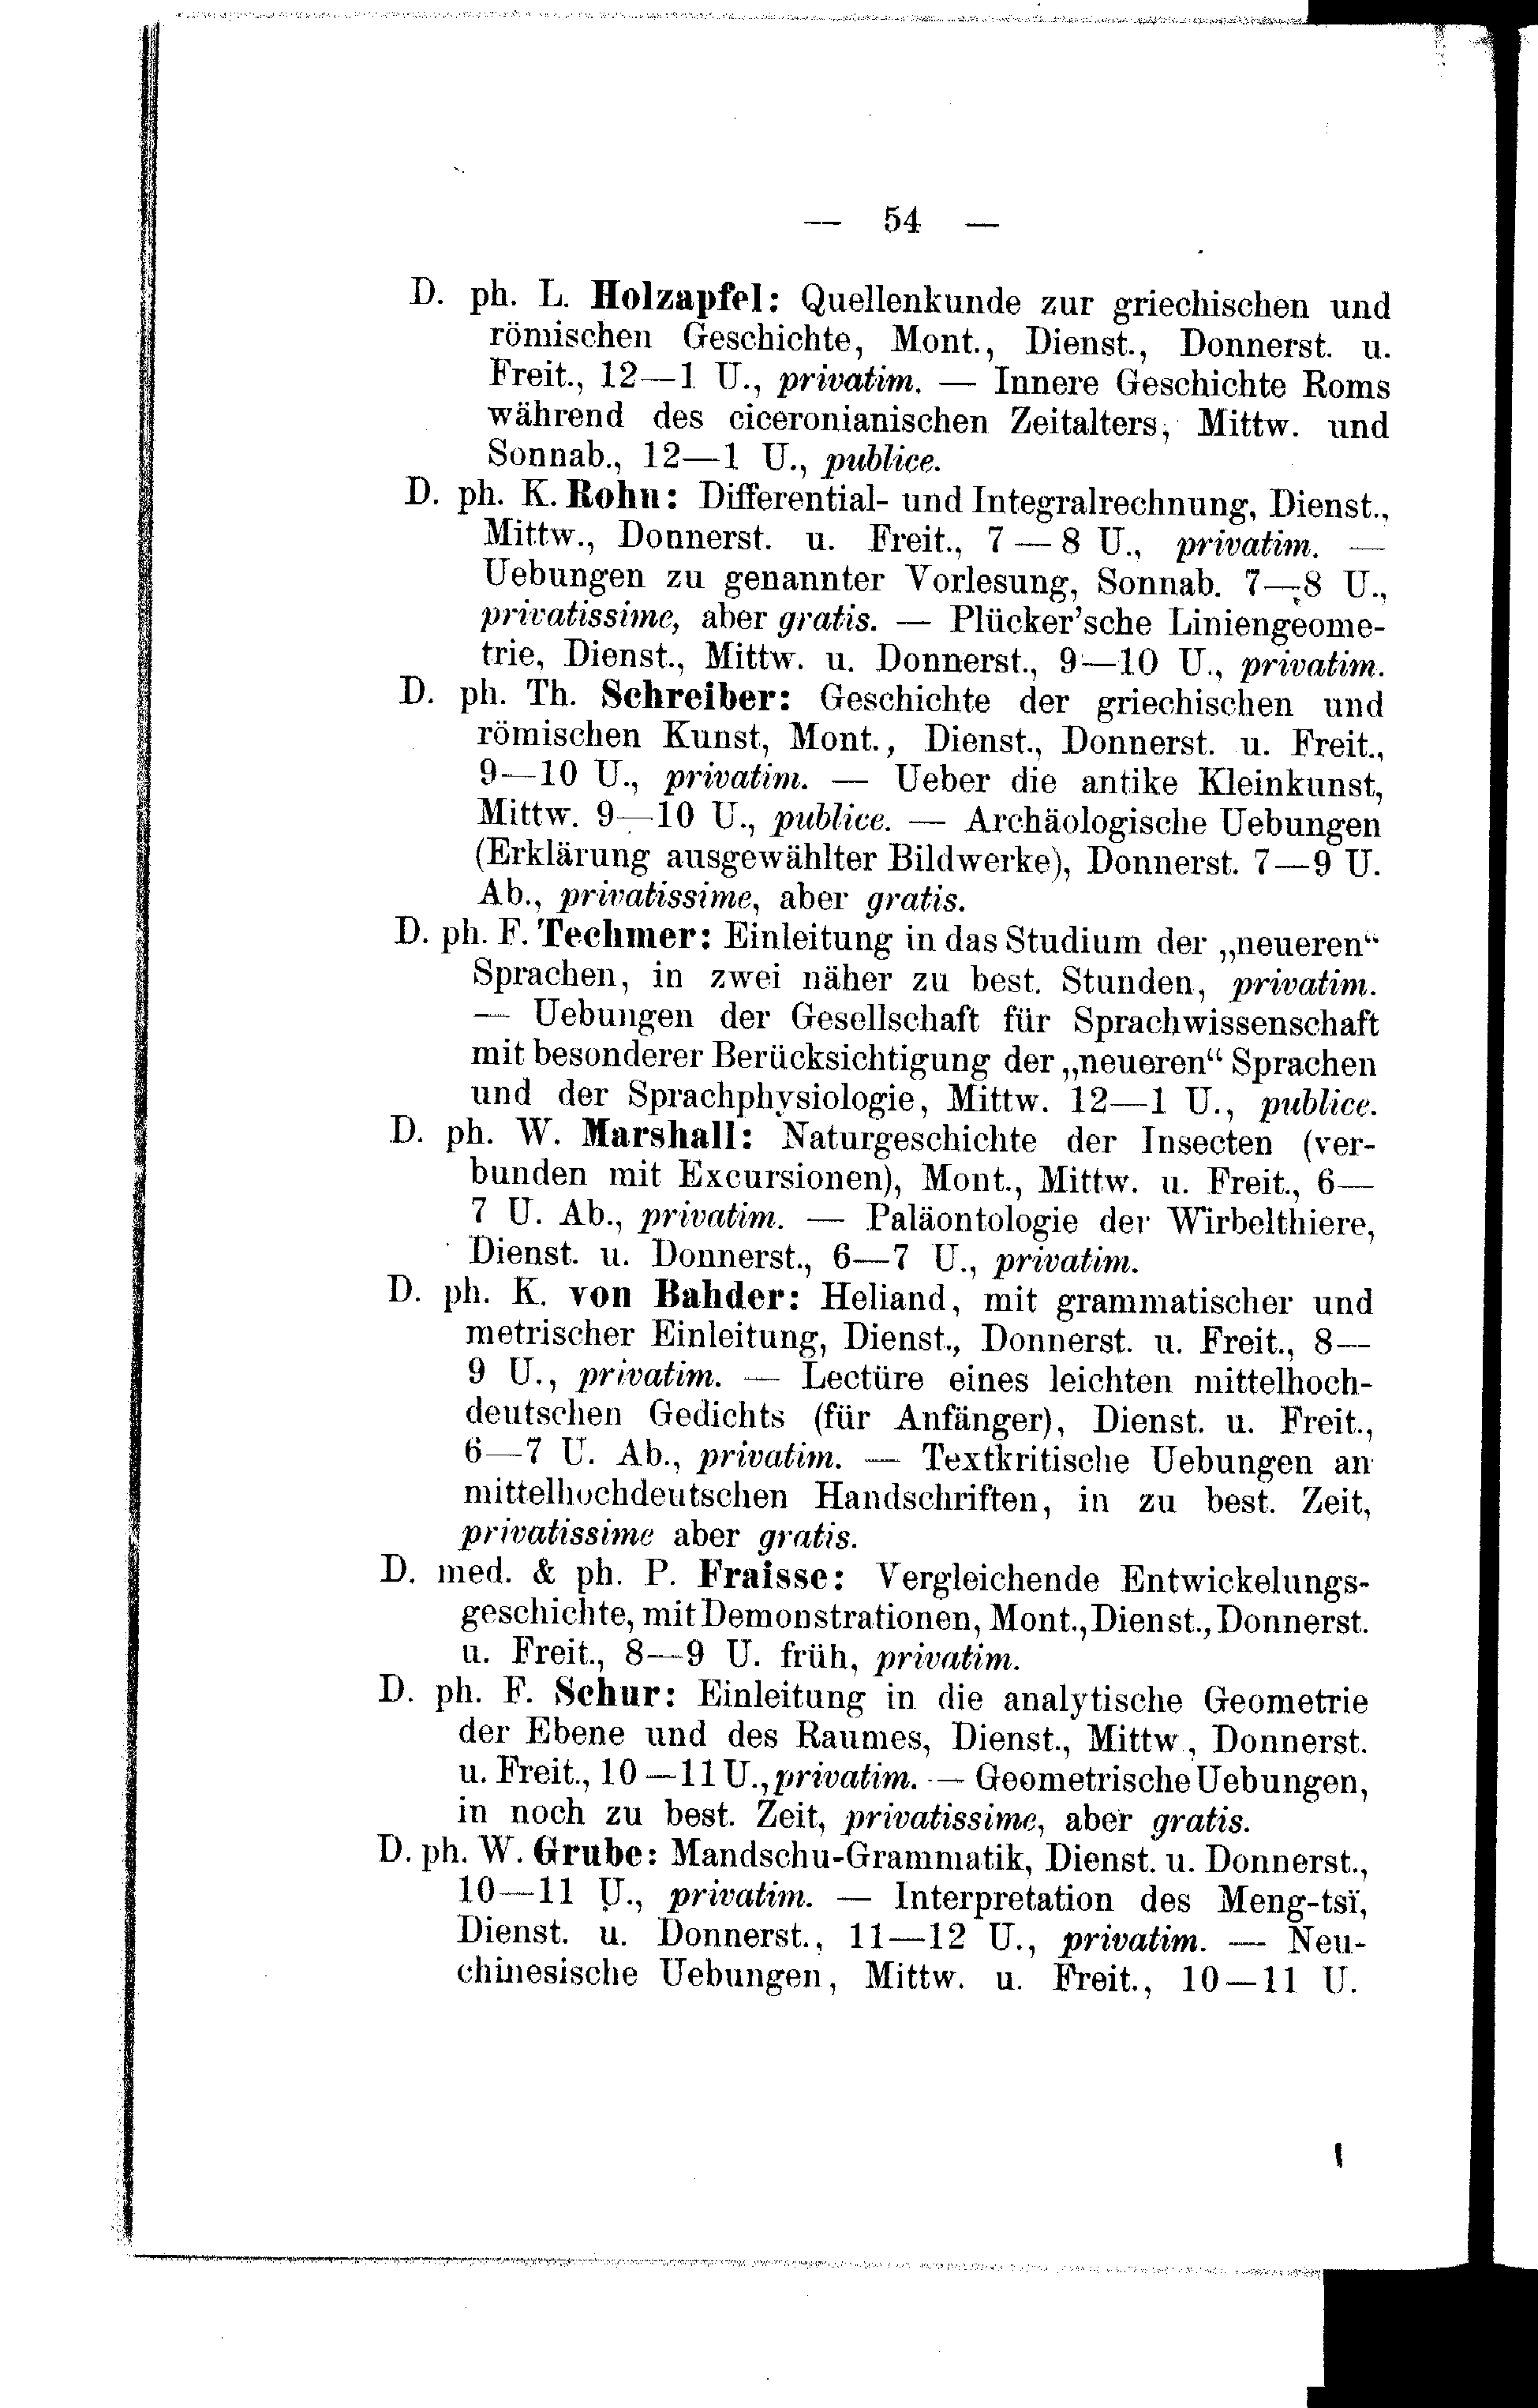 — 54 —
D. ph. L. Holzapfel: Quellenkunde zur griechischen und
römischen Geschichte, Mont., Dienst., Donnerst. u.
Freit., 12—1 U., privatim. — Innere Geschichte Roms
während des ciceronianischen Zeitalters, Mittw. und
Sonnab., 12—1 U., publice.
D. ph. K. Rohn: Differential- und Integralrechnung, Dienst.,
Mittw., Donnerst. u. Freit., 7—8 U., privatim. —
Uebungen zu genannter Vorlesung, Sonnab. 7—8 U.,
privatissime, aber gratis. — Plücker'sche Liniengeome-
trie, Dienst., Mittw. u. Donnerst., 9—10 U., privatim.
D. ph. Th. Schreiber: Geschichte der griechischen und
römischen Kunst, Mont., Dienst., Donnerst. u. Freit.,
9—10 U., privatim. — Ueber die antike Kleinkunst,
Mittw. 9—10 U., publice. — Archäologische Uebungen
(Erklärung ausgewählter Bildwerke), Donnerst. 7—9 U.
Ab., privatissime, aber gratis.
D. ph. F. Techmer: Einleitung in das Studium der „neueren“
Sprachen, in zwei näher zu best. Stunden, privatim.
— Uebungen der Gesellschaft für Sprachwissenschaft
mit besonderer Berücksichtigung der „neueren“ Sprachen
und der Sprachphysiologie, Mittw. 12—1 U., publice.
D. ph. W. Marshall: Naturgeschichte der Insecten (ver-
bunden mit Excursionen), Mont., Mittw. u. Freit., 6—
7 U. Ab., privatim. — Paläontologie der Wirbelthiere,
Dienst. u. Donnerst., 6—7 U., privatim.
D. ph. K. von Bahder: Heliand, mit grammatischer und
metrischer Einleitung, Dienst., Donnerst. u. Freit., 8—
9 U., privatim. — Lectüre eines leichten mittelhoch-
deutschen Gedichts (für Anfänger), Dienst. u. Freit.,
6—7 U. Ab., privatim. — Textkritische Uebungen an
mittelhochdeutschen Handschriften, in zu best. Zeit,
privatissime aber gratis.
D. med. & ph. P. Fraisse: Vergleichende Entwickelungs-
geschichte, mit Demonstrationen, Mont., Dienst., Donnerst.
u. Freit., 8—9 U. früh, privatim.
D. ph. F. Schur: Einleitung in die analytische Geometrie
der Ebene und des Raumes, Dienst., Mittw., Donnerst.
u. Freit., 10—11 U., privatim. — Geometrische Uebungen,
in noch zu best. Zeit, privatissime, aber gratis.
D. ph. W. Grube: Mandschu-Grammatik, Dienst. u. Donnerst.,
10—11 U., privatim. — Interpretation des Meng-tsï,
Dienst. u. Donnerst., 11—12 U., privatim. — Neu-
chinesische Uebungen, Mittw. u. Freit., 10—11 U.